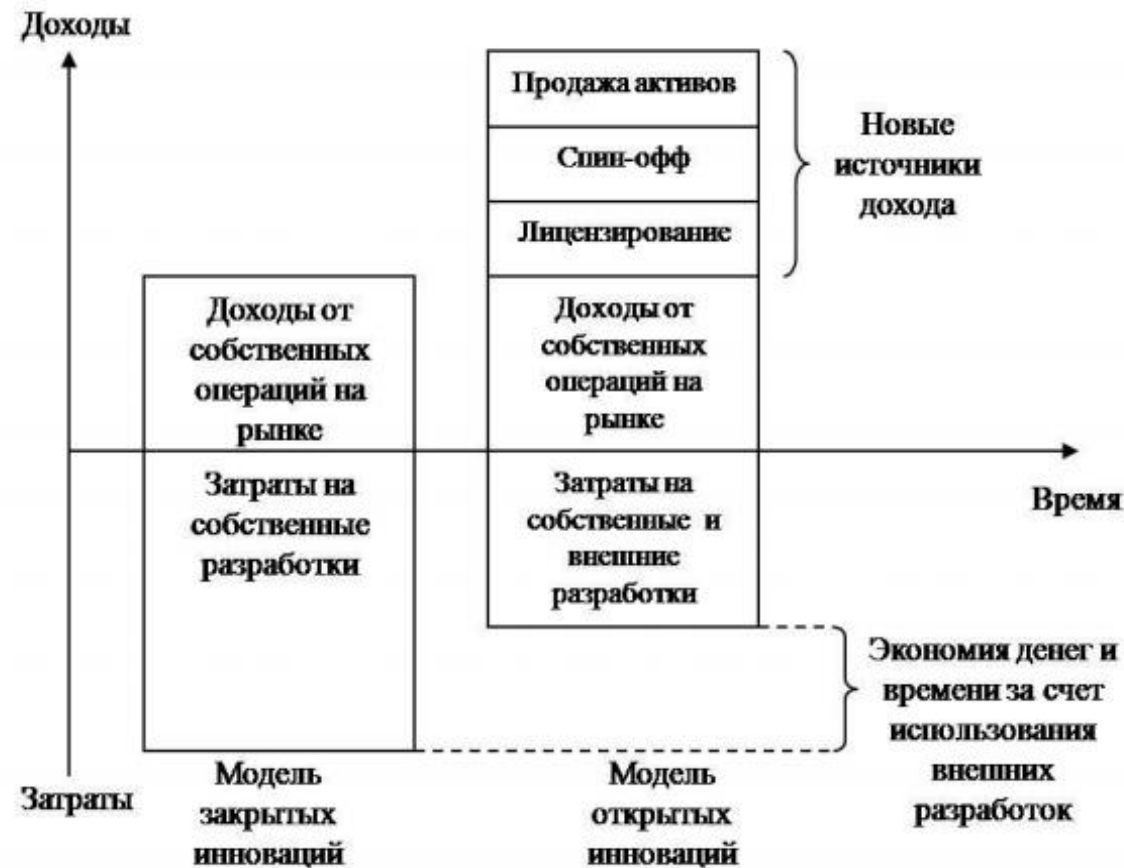 Доходы
Продажа активов
Спин-офф
Лицензирование
Новые
источники
дохода
Доходы от
собственных
операций на
рынке
Доходы от
собственных
операций на
рынке
Затраты на
собственные
разработки
Затраты на
собственные и
внешние
разработки
Время
Экономия денег и
времени за счет
использования
внешних
разработок
Затраты
Модель
закрытых
инноваций
Модель
открытых
инноваций